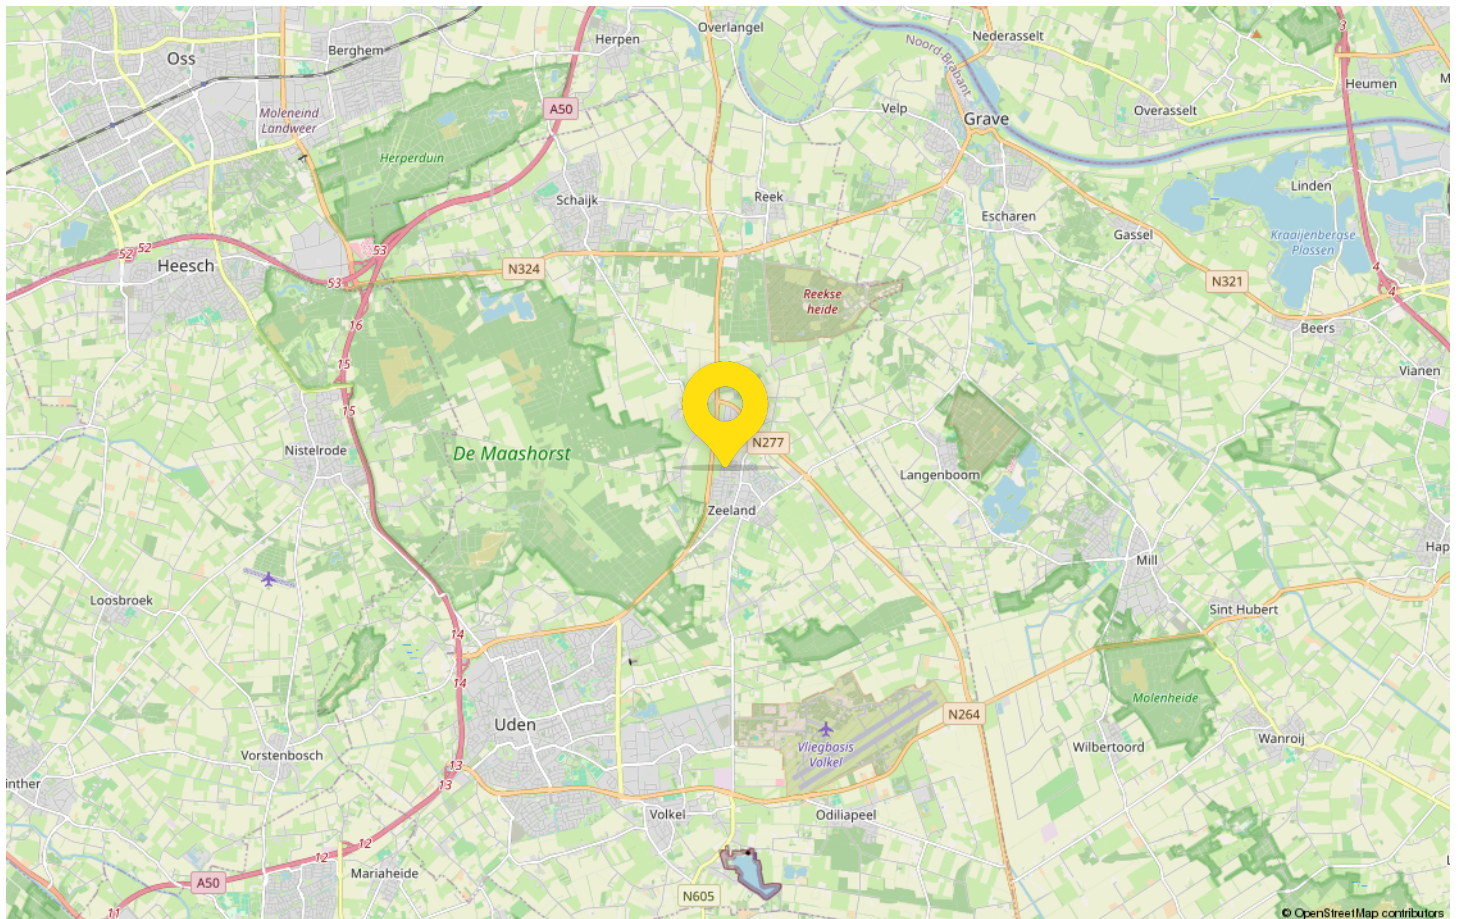 Overlangel
Nederasselt
3
Herpen
Noord-Brabant
Berghem
Oss
Heumen
A50
Velp
Overasselt
Moleneind
Landweer
Grave
Herperduin
Linden
Schaijk
Reek
Escharen
Gassel
Kraaijenbergse
Plassen
52
52
53
Heesch
N324
4
53
N321
4
Reekse
heide
16
Beers
15
Vianen
15
N277
Nistelrode
De Maashorst
Langenboom
Zeeland
Hap
Mill
Loosbroek
Sint Hubert
14
14
Molenheide
N264
Uden
Vliegbasis
Volkel
Wanroij
Wilbertoord
Vorstenbosch
13
13
inther
Volkel
Odiliapeel
12
12
Mariaheide
A50
N605
11
© OpenStreetMap contributors